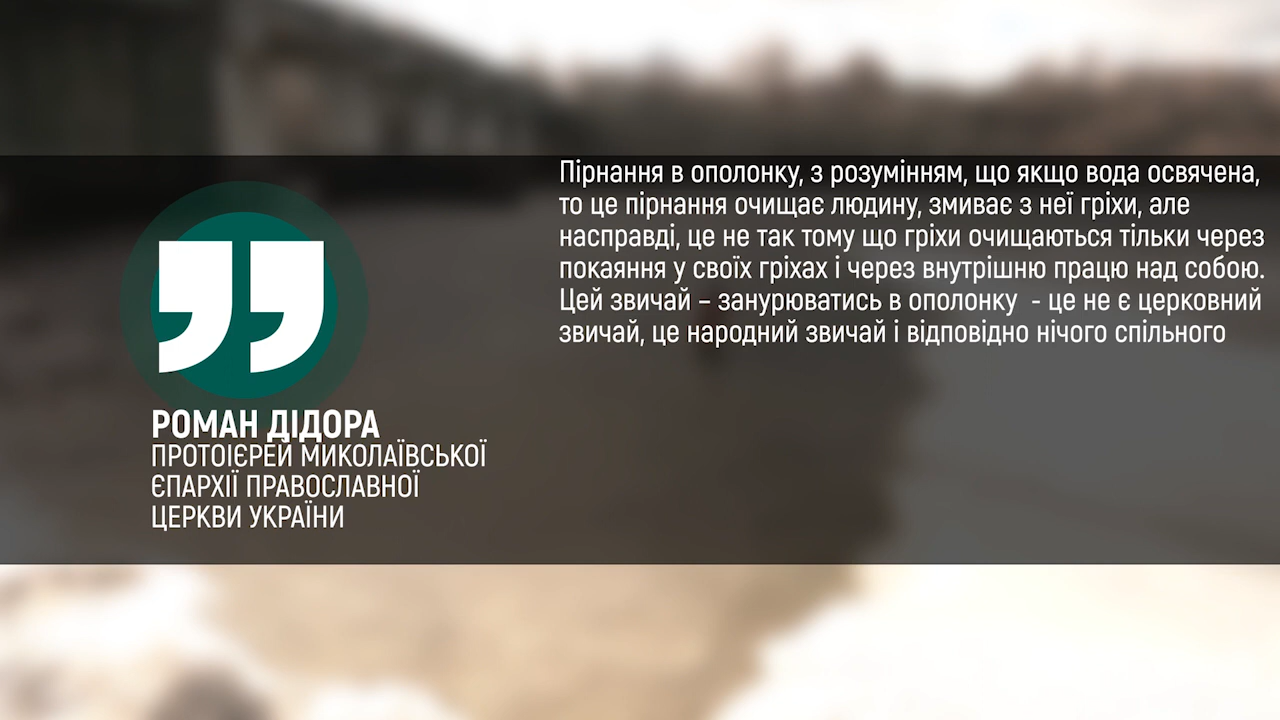 Пірнання в ополонку, з розумінням, що якщо вода освячена,
то це пірнання очищає людину, змиває з неї гріхи, але
насправді, це не так тому що гріхи очищаються тільки через
покаяння у своїх гріхах і через внутрішню працю над собою.
Цей звичай – занурюватись в ополонку  - це не є церковний
звичай, це народний звичай і відповідно нічого спільного
РОМАН ДІДОРА
ПРОТОІЄРЕЙ МИКОЛАЇВСЬКОЇ
ЄПАРХІЇ ПРАВОСЛАВНОЇ
ЦЕРКВИ УКРАЇНИ